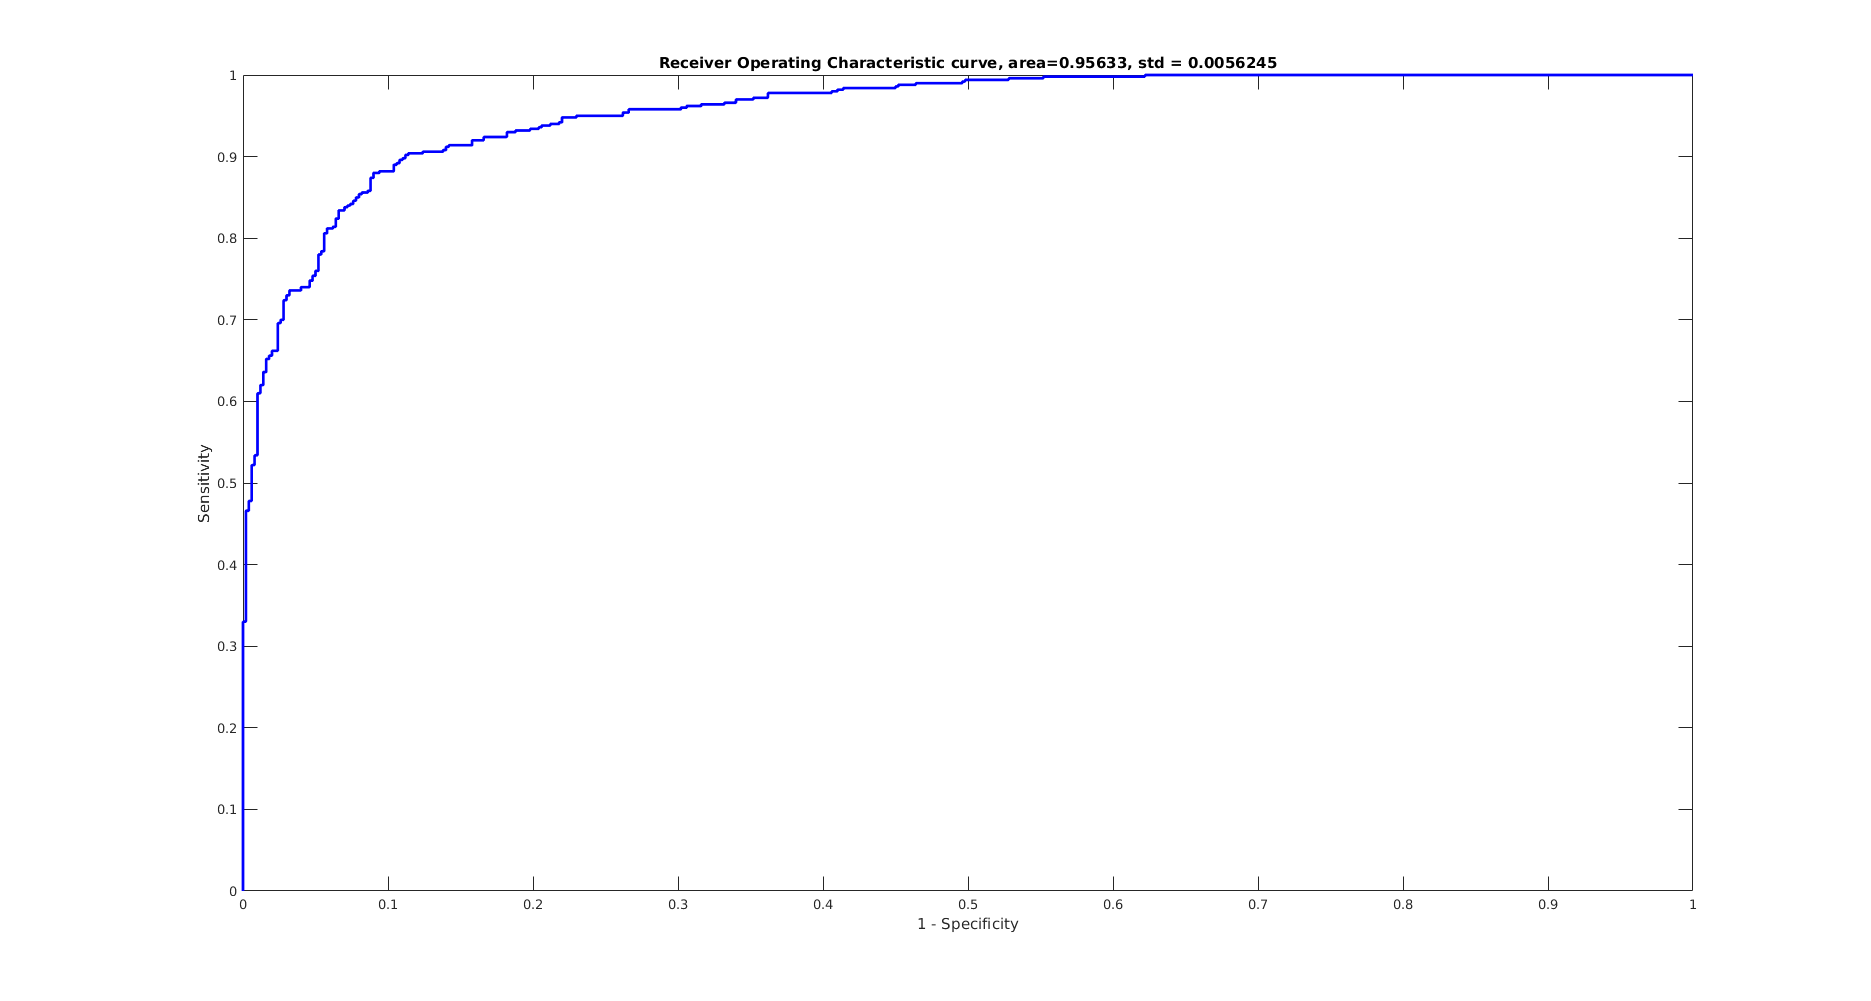 Receiver Operating Characteristic curve, area=0.95633, std = 0.0056245
1
0.9
0.8
0.7
0.6
0.5
0.4
0.3
0.2
0.1
0
Sensitivity
0 0.1 0.2 0.3 0.4 0.5 0.6 0.7 0.8 0.9 1
1 - Specificity